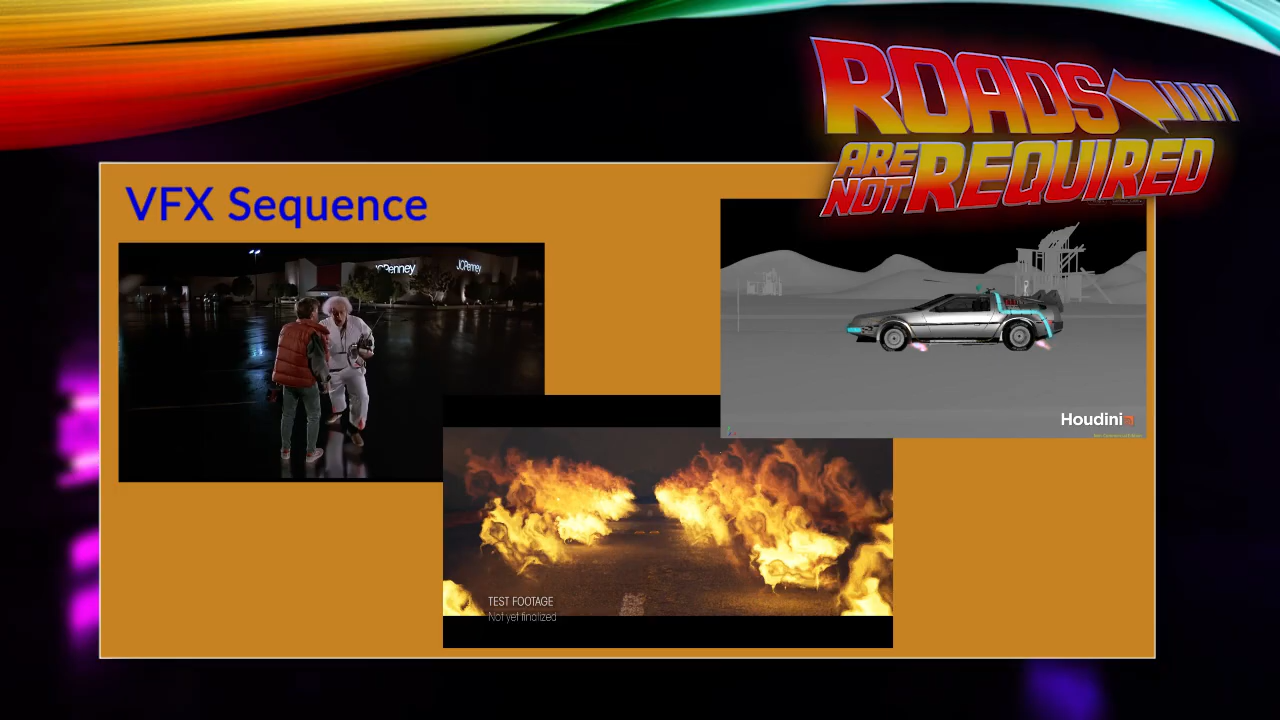 ROADS
ARE
NOT REQUIRED
VFX Sequence
JCPenney
JCPenney
Houdini
TEST FOOTAGE
Not yet finalized